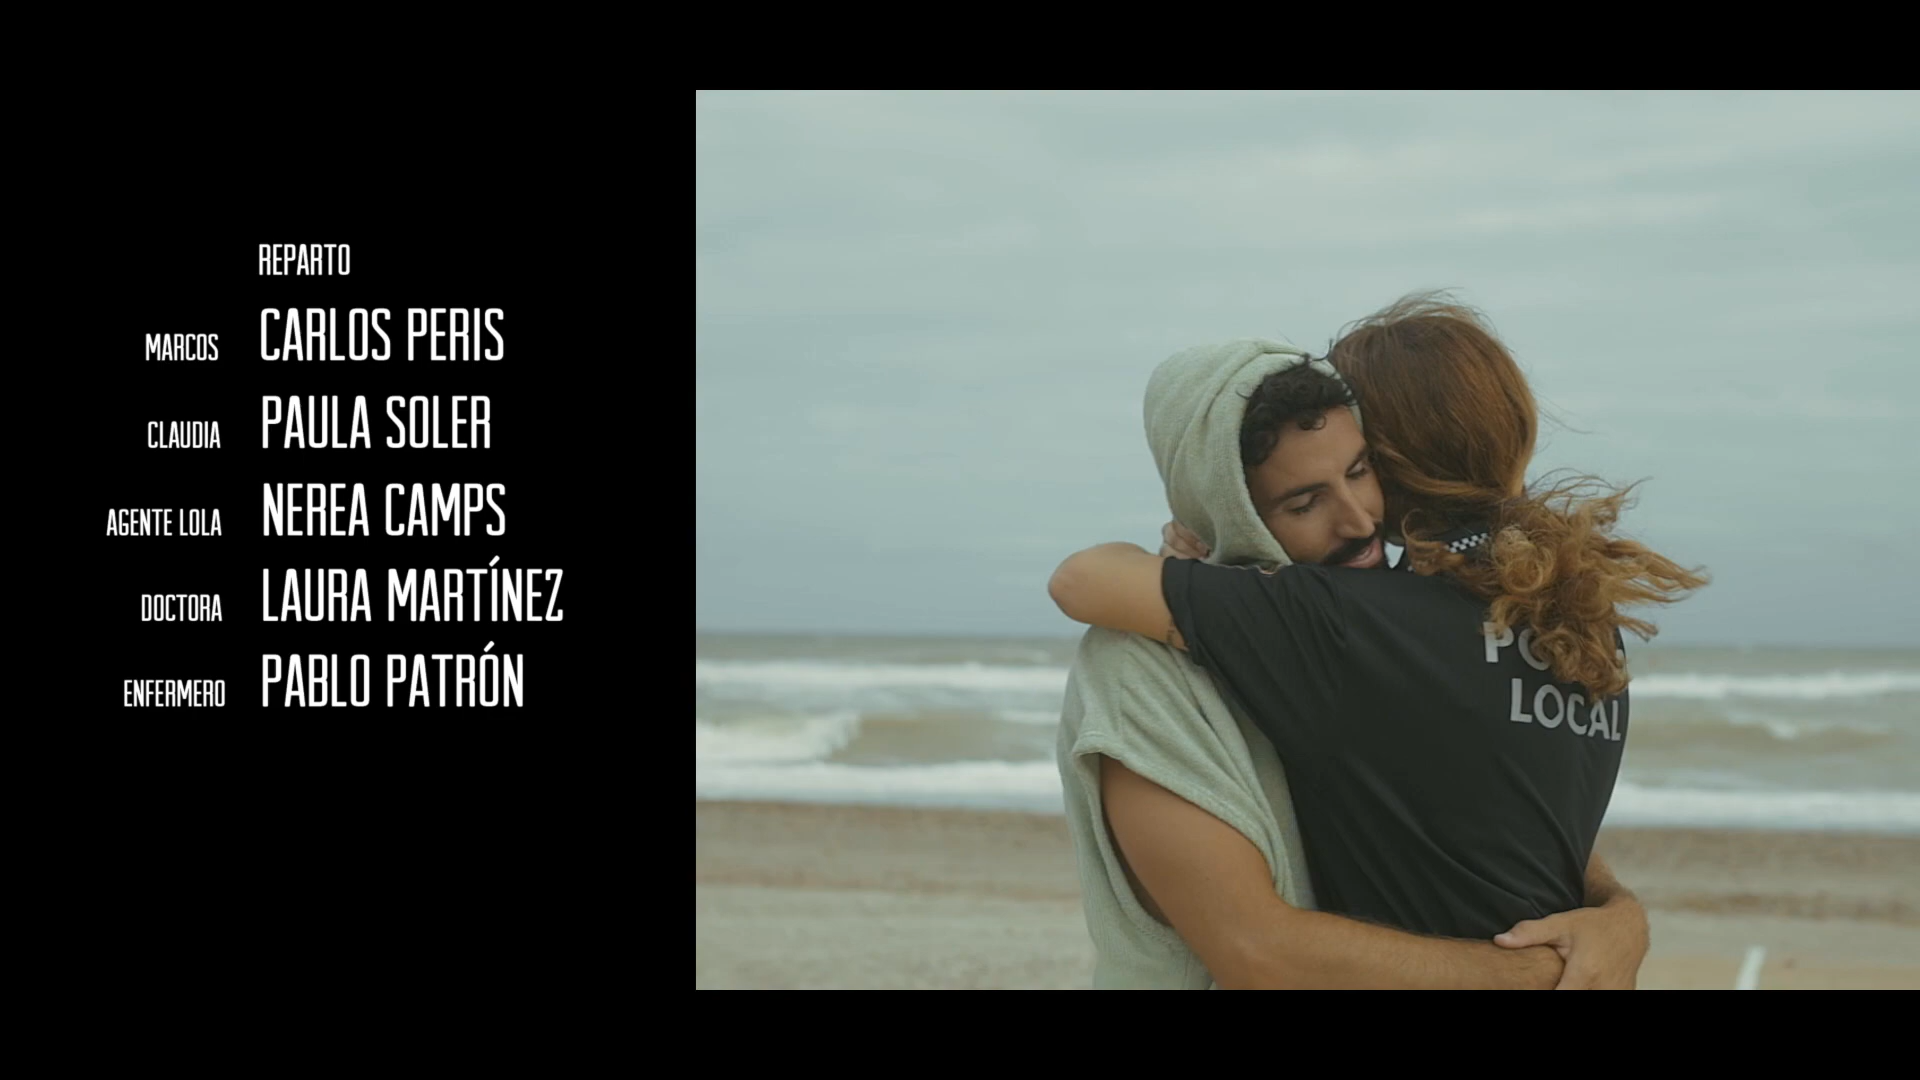 REPARTO
MARCOS CARLOS PERIS
CLAUDIA PAULA SOLER
AGENTE LOLA NEREA CAMPS
DOCTORA LAURA MARTÍNEZ
ENFERMERO PABLO PATRÓN
LOCAL